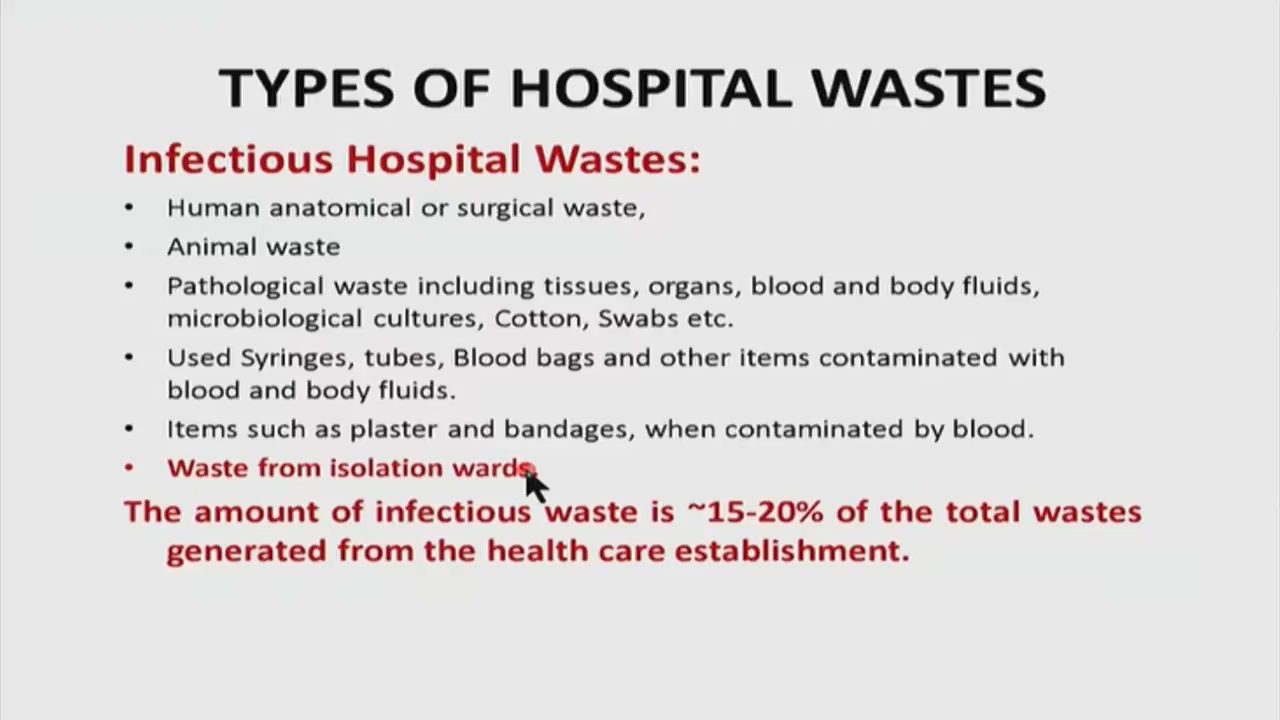 TYPES OF HOSPITAL WASTES
Infectious Hospital Wastes:
• Human anatomical or surgical waste,
• Animal waste
• Pathological waste including tissues, organs, blood and body fluids,
microbiological cultures, Cotton, Swabs etc.
• Used Syringes, tubes, Blood bags and other items contaminated with
blood and body fluids.
• Items such as plaster and bandages, when contaminated by blood.
• Waste from isolation wards.
The amount of infectious waste is ~15-20% of the total wastes
generated from the health care establishment.